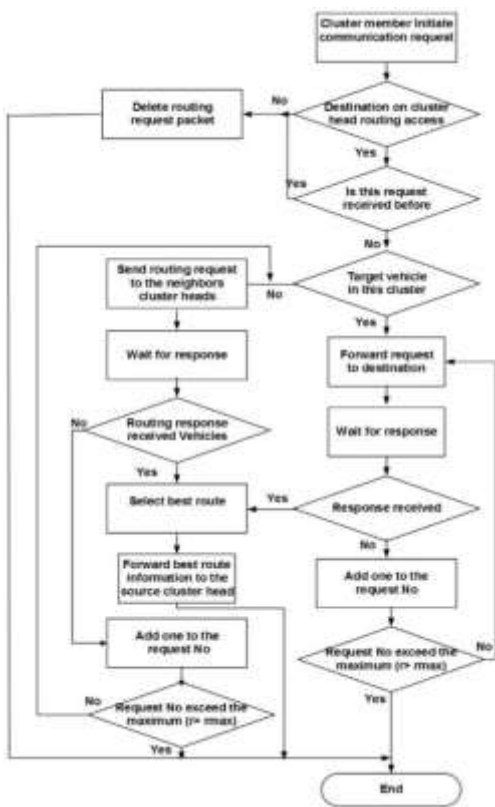 Cluster member initiate
communication request
No
Delete routing
request packet
Destination on cluster
head routing access
Yes
Yes
Is this request
received before
No
Send routing request
to the neighbors
cluster heads
No
Target vehicle
in this cluster
Yes
Wait for response
Forward request
to destination
No
Routing response
received Vehicles
Wait for response
Yes
Select best route
Yes
Response received
No
Forward best route
information to the
source cluster head
Add one to the
request No
Add one to the
request No
Request No exceed the
maximum (r> rmax)
No
No
Request No exceed the
maximum (r> rmax)
Yes
Yes
End